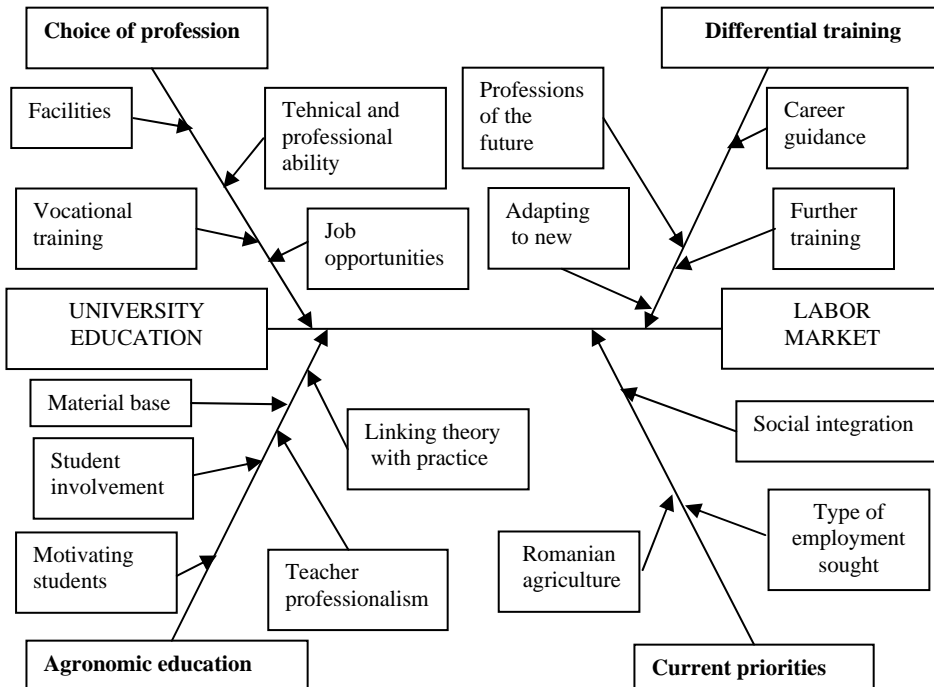 Choice of profession
Differential training
Facilities
Tehnical and
professional
ability
Professions
of the
future
Career
guidance
Vocational
training
Job
opportunities
Adapting
to new
Further
training
UNIVERSITY
EDUCATION
LABOR
MARKET
Material base
Linking theory
with practice
Social integration
Student
involvement
Motivating
students
Teacher
professionalism
Romanian
agriculture
Type of
employment
sought
Agronomic education
Current priorities